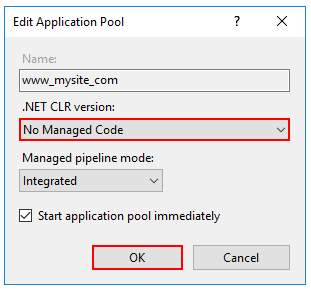 Edit Application Pool
Name:
www_mysite_com
.NET CLR version:
No Managed Code
Managed pipeline mode:
Integrated
Start application pool immediately
OK Cancel